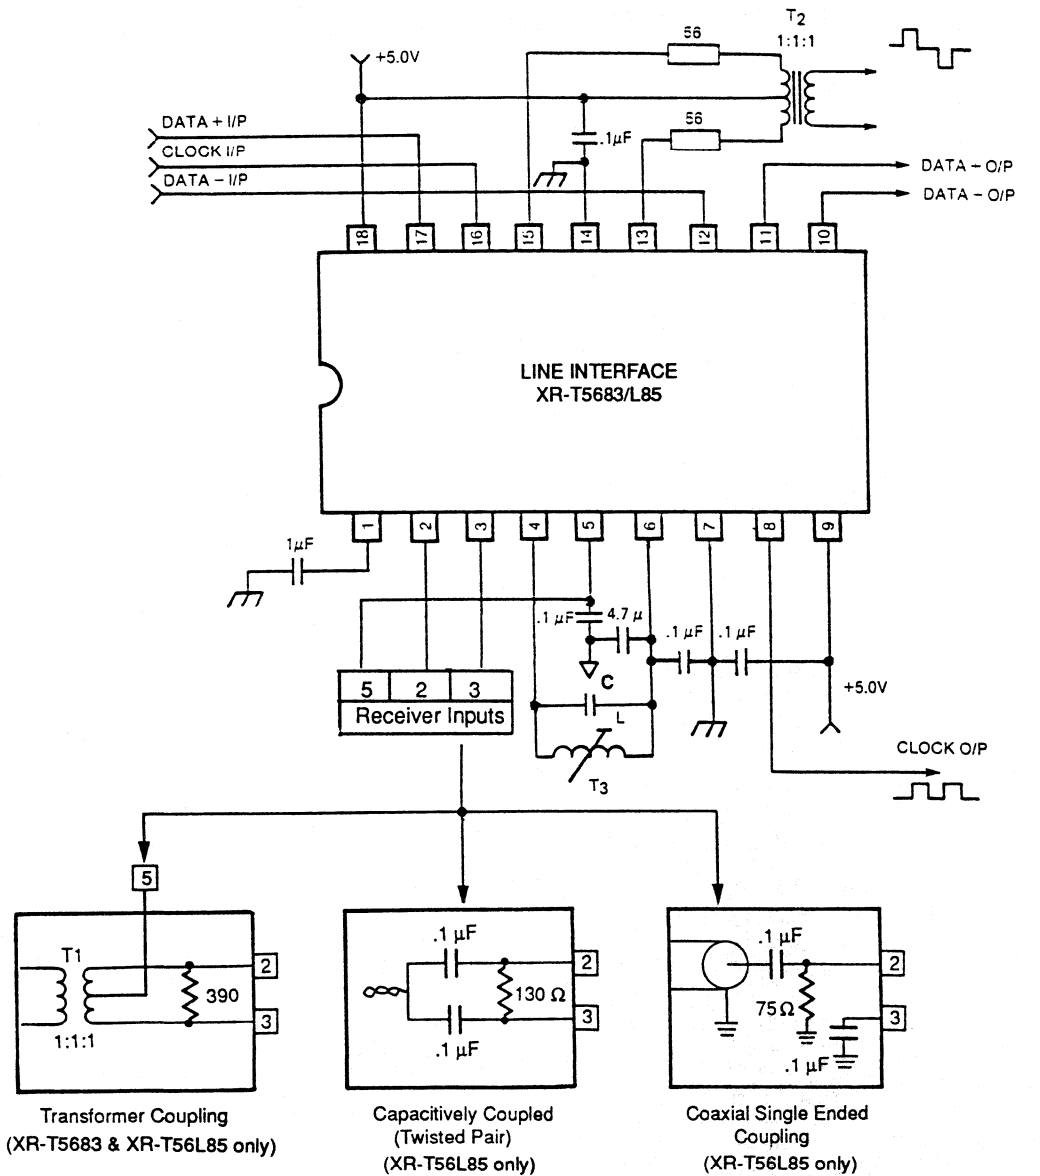 T2
1:1:1
56
+5.0V
DATA + I/P
.1μF
56
CLOCK I/P
DATA – I/P
DATA – O/P
DATA – O/P
18
17
16
15
14
13
12
11
10
LINE INTERFACE
XR-T5683/L85
1
2
3
4
5
6
7
8
9
1μF
.1 μF
4.7 μ
.1 μF
.1 μF
+5.0V
C
5 2 3
Receiver Inputs
L
T3
CLOCK O/P
5
T1
1:1:1
390
2
3
Transformer Coupling
(XR-T5683 & XR-T56L85 only)
.1 μF
130 Ω
.1 μF
2
3
Capacitively Coupled
(Twisted Pair)
(XR-T56L85 only)
.1 μF
75Ω
.1 μF
2
3
Coaxial Single Ended
Coupling
(XR-T56L85 only)